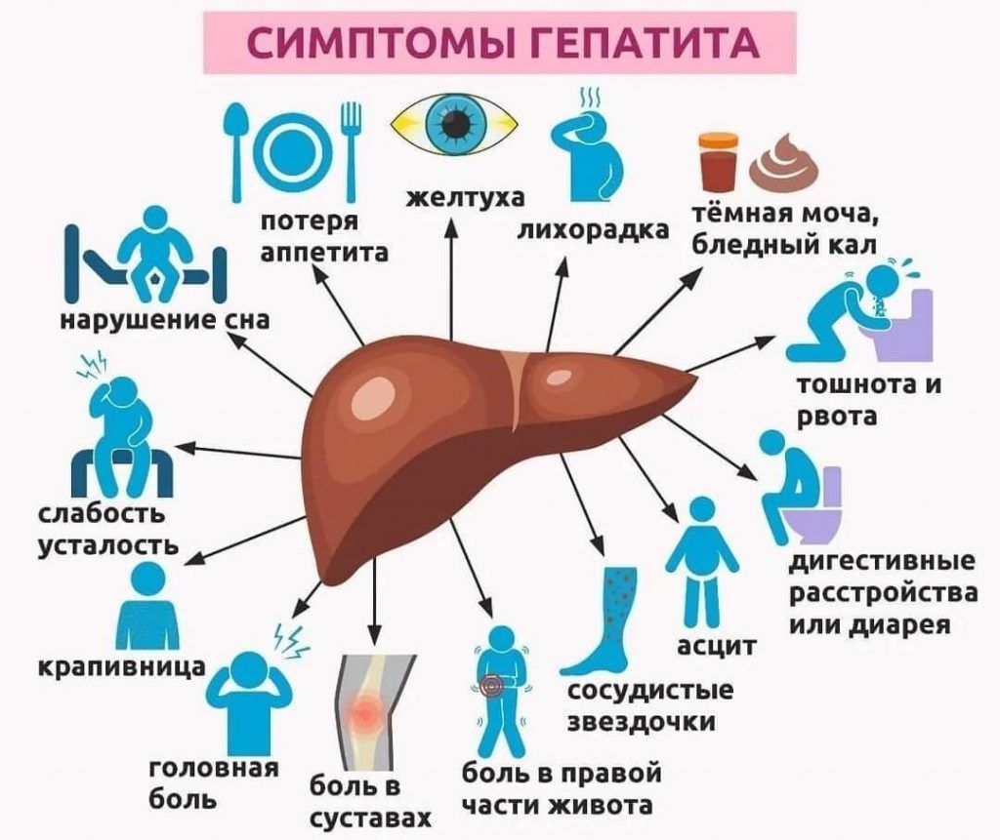 СИМПТОМЫ ГЕПАТИТА
потеря
аппетита
желтуха
лихорадка
тёмная моча,
бледный кал
нарушение сна
тошнота и
рвота
слабость
усталость
дигестивные
расстройства
или диарея
крапивница
асцит
сосудистые
звездочки
головная
боль
боль в
суставах
боль в правой
части живота